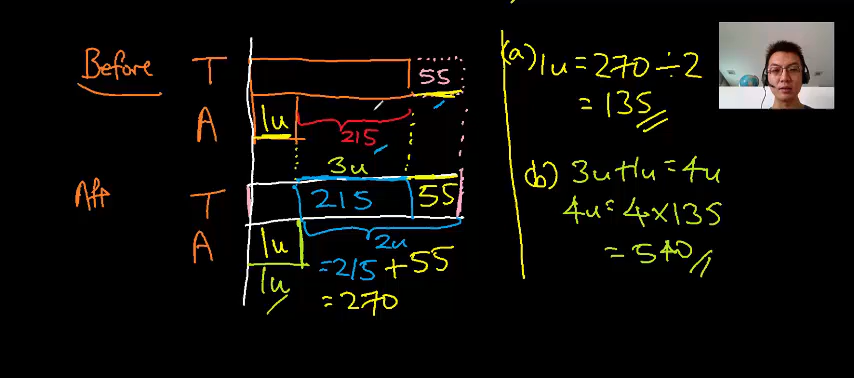 Before T 55
A 1u 215
3u
Aft T 215 55
A 1u 2u
1u = 215 + 55
= 270
(a) 1u = 270 ÷ 2
= 135
(b) 3u + 1u = 4u
4u = 4 × 135
= 540